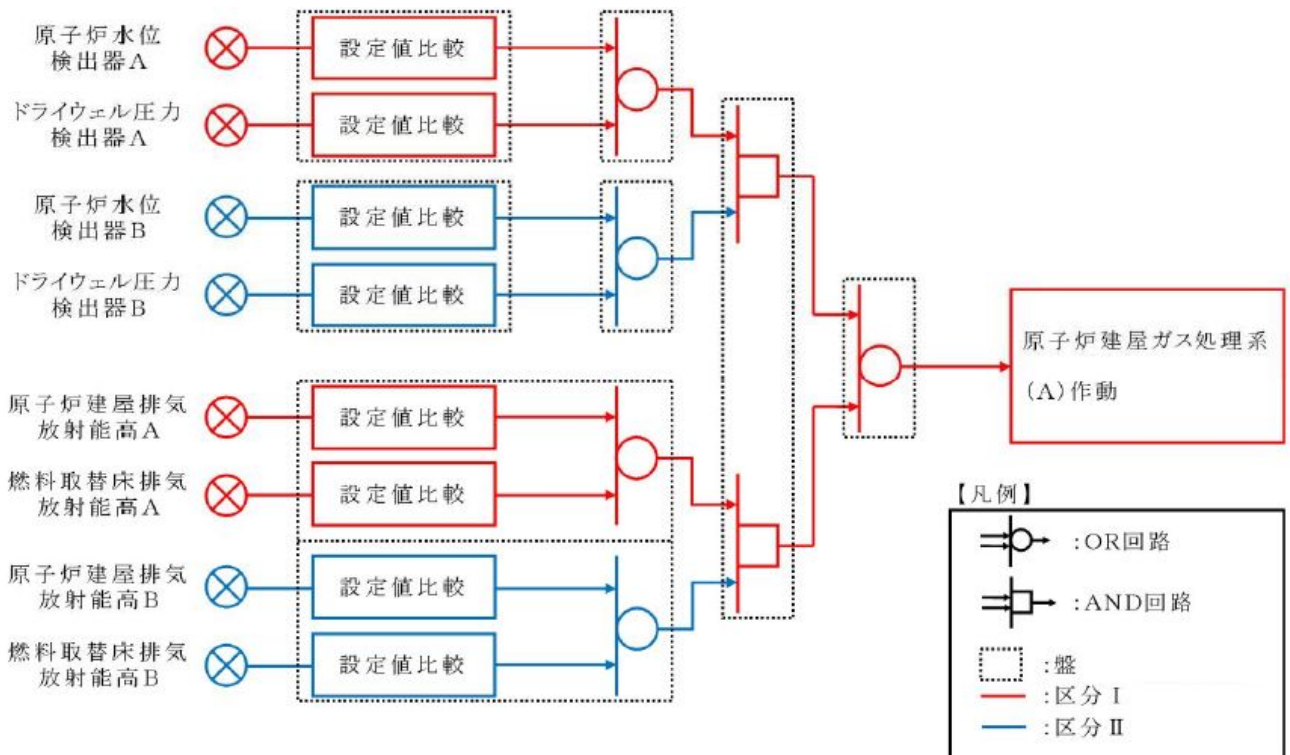 原子炉水位
検出器A
設定値比較
ドライウェル圧力
検出器A
設定値比較
原子炉水位
検出器B
設定値比較
ドライウェル圧力
検出器B
設定値比較
原子炉建屋排気
放射能高A
設定値比較
燃料取替床排気
放射能高A
設定値比較
原子炉建屋排気
放射能高B
設定値比較
燃料取替床排気
放射能高B
設定値比較
原子炉建屋ガス処理系
(A)作動
【凡例】
:OR回路
:AND回路
:盤
:区分Ⅰ
:区分Ⅱ